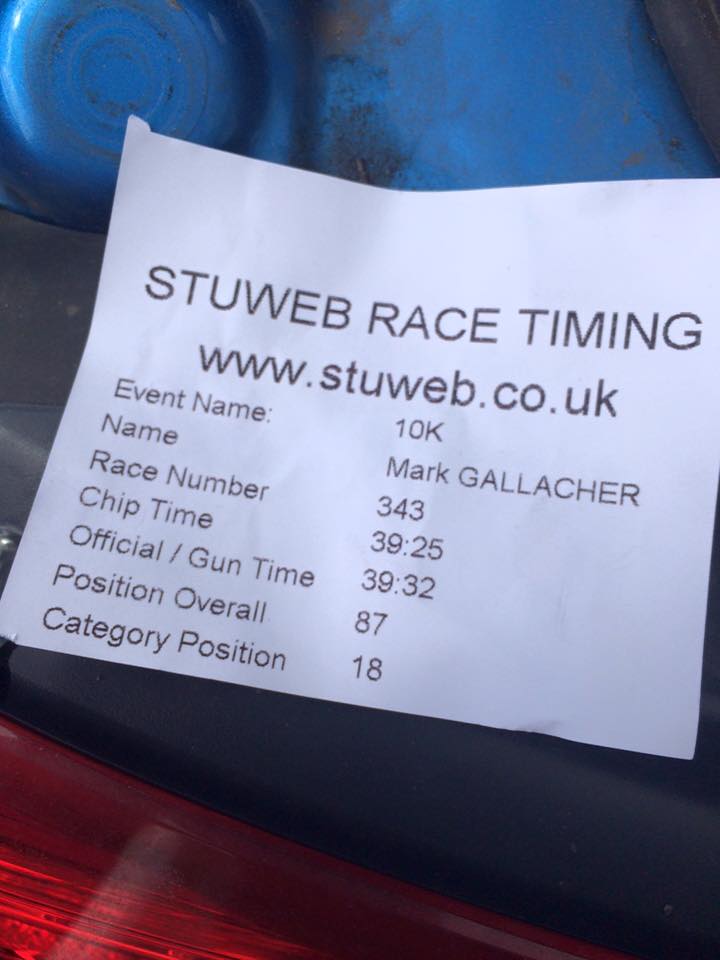 STUWEB RACE TIMING
www.stuweb.co.uk
Event Name: 10K
Name Mark GALLACHER
Race Number 343
Chip Time 39:25
Official / Gun Time 39:32
Position Overall 87
Category Position 18